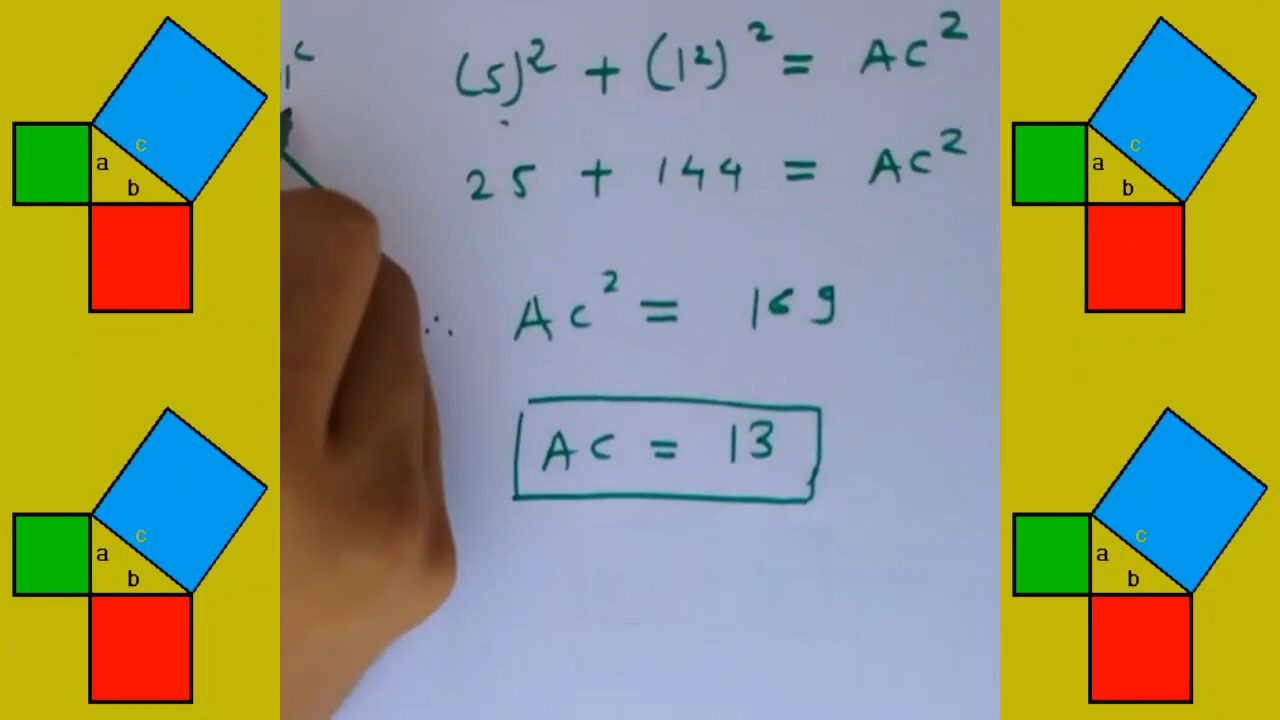 (5)² + (12)² = AC²
25 + 144 = AC²
∴ AC² = 169
AC = 13
c
a
b
c
a
b
c
a
b
c
a
b